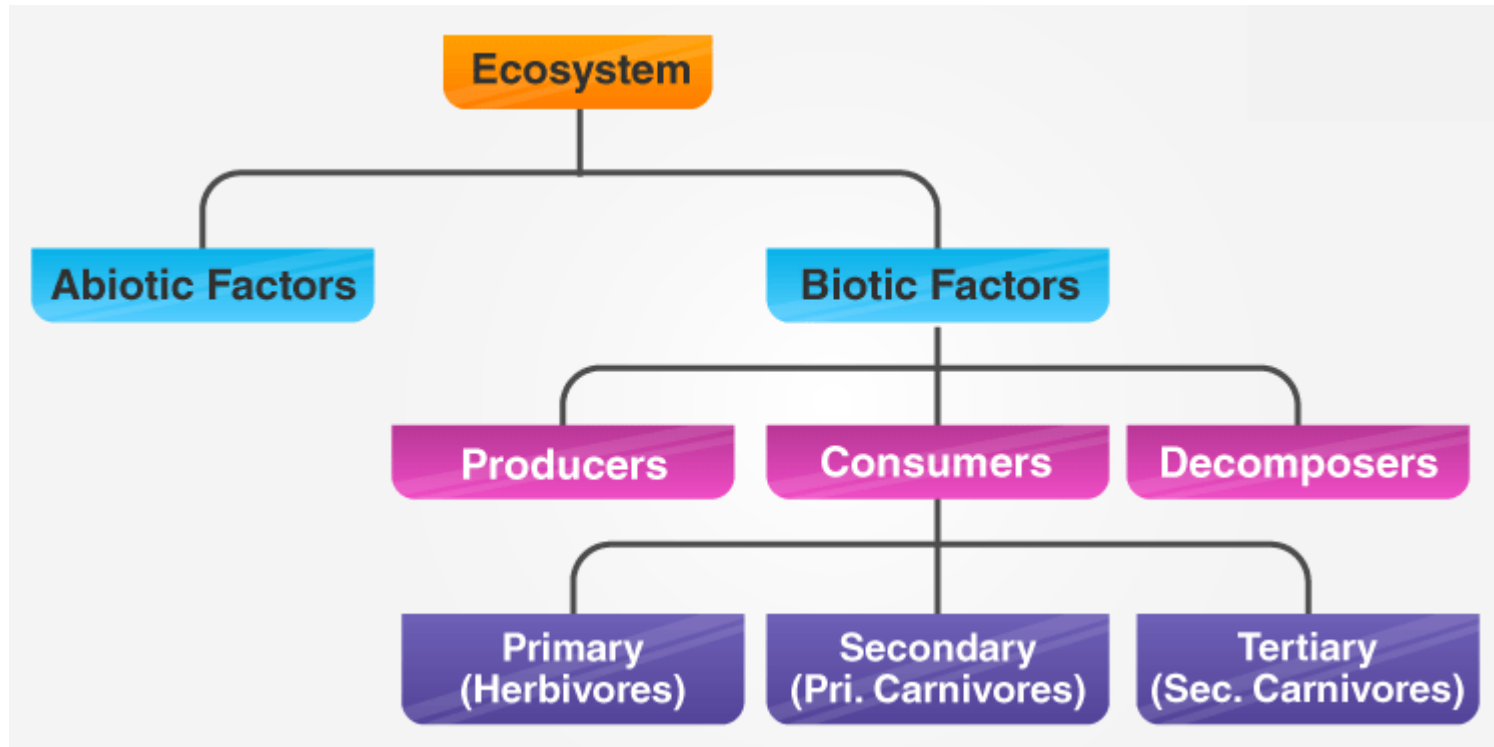 Ecosystem
Abiotic Factors
Biotic Factors
Producers
Consumers
Decomposers
Primary
(Herbivores)
Secondary
(Pri. Carnivores)
Tertiary
(Sec. Carnivores)